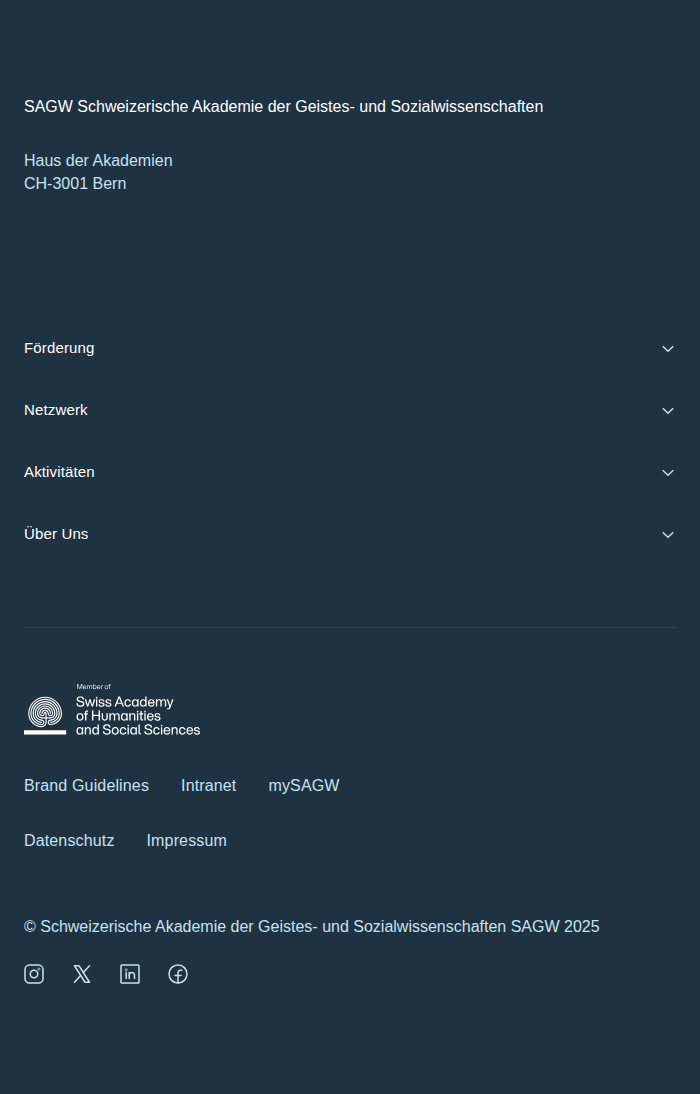 SAGW Schweizerische Akademie der Geistes- und Sozialwissenschaften
Haus der Akademien
CH-3001 Bern
Förderung
Netzwerk
Aktivitäten
Über Uns
Member of
Swiss Academy
of Humanities
and Social Sciences
Brand Guidelines Intranet mySAGW
Datenschutz Impressum
© Schweizerische Akademie der Geistes- und Sozialwissenschaften SAGW 2025